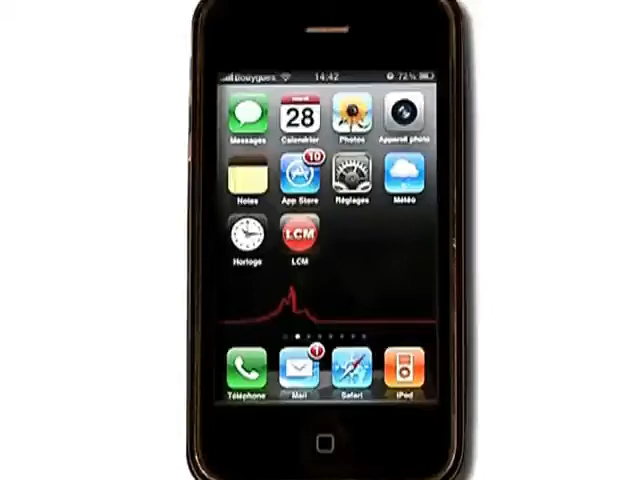 Bouygues 14:42 72 %
28
Messages Calendrier Photos Appareil photo
10
Notes App Store Réglages Météo
LCM
Horloge LCM
1
Téléphone Mail Safari iPod